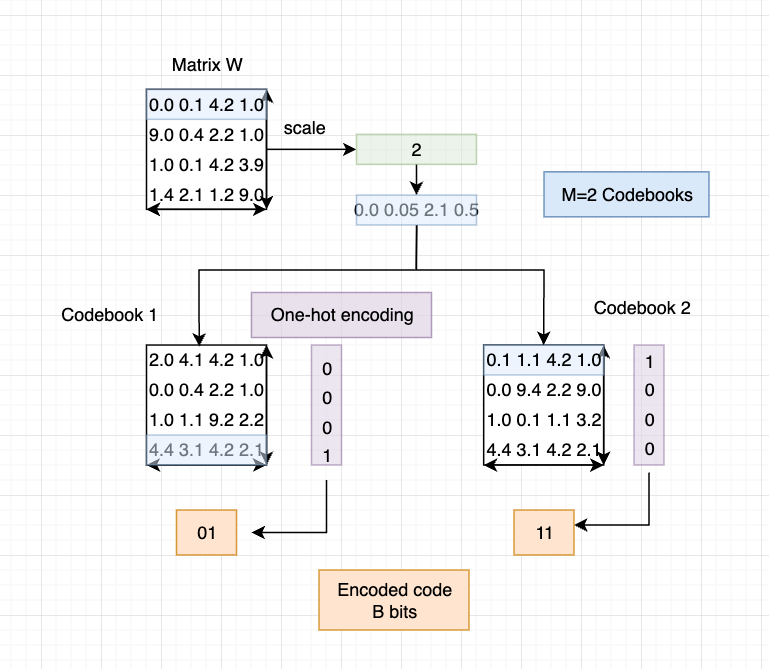 Matrix W
0.0 0.1 4.2 1.0
9.0 0.4 2.2 1.0
1.0 0.1 4.2 3.9
1.4 2.1 1.2 9.0
scale
2
0.0 0.05 2.1 0.5
M=2 Codebooks
Codebook 1
One-hot encoding
Codebook 2
2.0 4.1 4.2 1.0
0.0 0.4 2.2 1.0
1.0 1.1 9.2 2.2
4.4 3.1 4.2 2.1
0
0
0
1
0.1 1.1 4.2 1.0
0.0 9.4 2.2 9.0
1.0 0.1 1.1 3.2
4.4 3.1 4.2 2.1
1
0
0
0
01
11
Encoded code
B bits